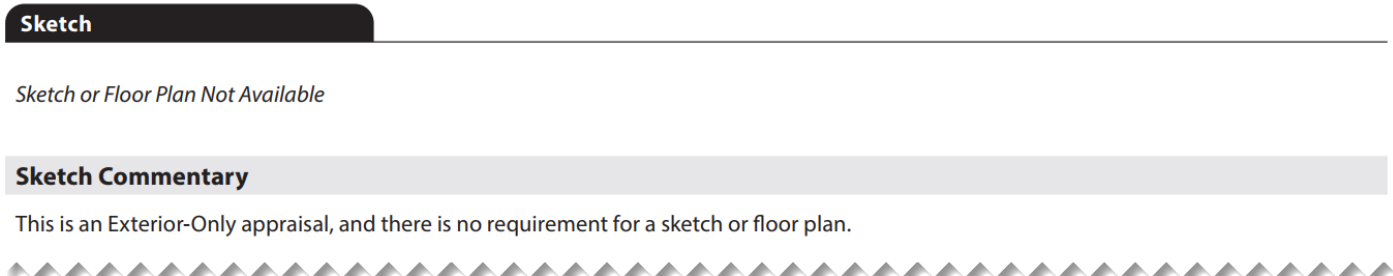 Sketch
Sketch or Floor Plan Not Available
Sketch Commentary
This is an Exterior-Only appraisal, and there is no requirement for a sketch or floor plan.